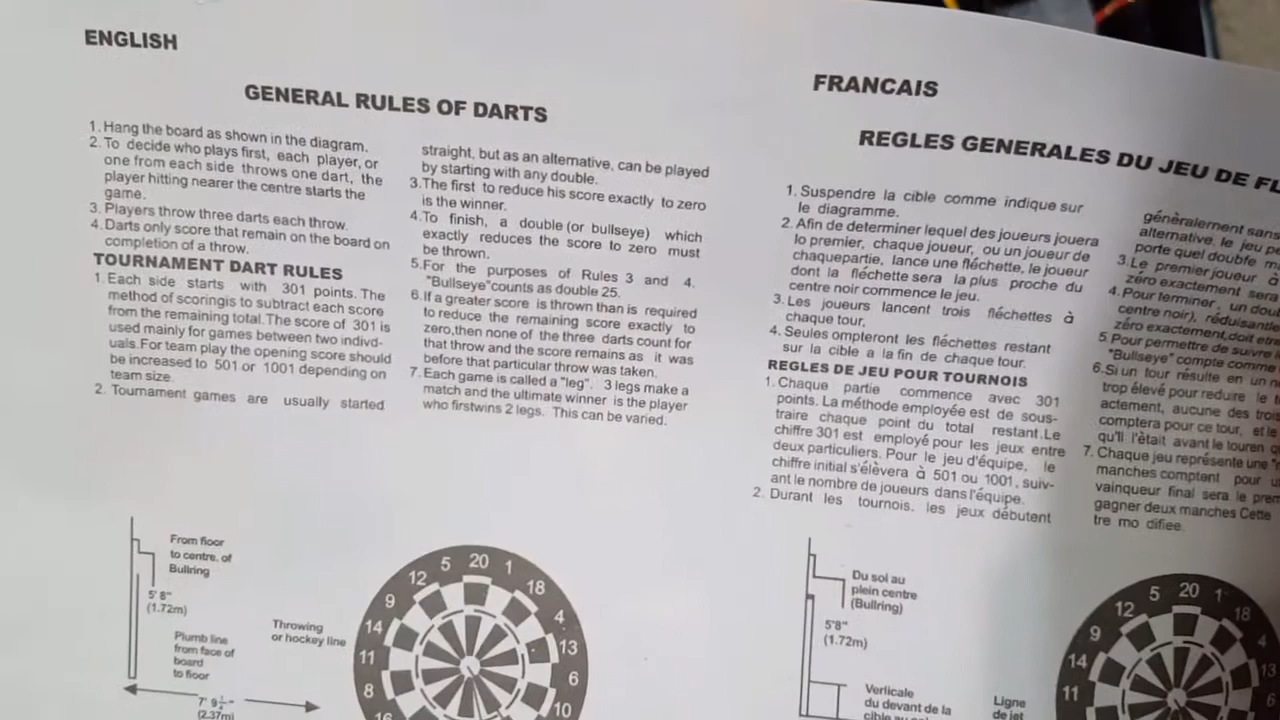 ENGLISH
GENERAL RULES OF DARTS
1. Hang the board as shown in the diagram.
2. To decide who plays first, each player, or
one from each side throws one dart, the
player hitting nearer the centre starts the
game.
3. Players throw three darts each throw.
4. Darts only score that remain on the board on
completion of a throw.
TOURNAMENT DART RULES
1. Each side starts with 301 points. The
method of scoringis to subtract each score
from the remaining total.The score of 301 is
used mainly for games between two indivd-
uals.For team play the opening score should
be increased to 501 or 1001 depending on
team size.
2. Tournament games are usually started
straight, but as an alternative, can be played
by starting with any double.
3.The first to reduce his score exactly to zero
is the winner.
4.To finish, a double (or bullseye) which
exactly reduces the score to zero must
be thrown.
5.For the purposes of Rules 3 and 4.
"Bullseye"counts as double 25.
6.If a greater score is thrown than is required
to reduce the remaining score exactly to
zero,then none of the three darts count for
that throw and the score remains as it was
before that particular throw was taken.
7.Each game is called a "leg". 3 legs make a
match and the ultimate winner is the player
who firstwins 2 legs. This can be varied.
From floor
to centre. of
Bullring
5' 8"
(1.72m)
Plumb line
from face of
board
to floor
(2.37m)
Throwing
or hockey line
20
1
18
4
13
6
10
5
12
9
14
11
8
16
FRANCAIS
REGLES GENERALES DU JEU DE
1. Suspendre la cible comme indique sur
le diagramme.
2. Afin de determiner lequel des joueurs jouera
lo premier, chaque joueur, ou un joueur de
chaquepartie, lance une fléchette, le joueur
dont la fléchette sera la plus proche du
centre noir commence le jeu.
3. Les joueurs lancent trois fléchettes à
chaque tour.
4. Seules ompteront les fléchettes restant
sur la cible a la fin de chaque tour.
REGLES DE JEU POUR TOURNOIS
1. Chaque partie commence avec 301
points. La méthode employée est de sous-
traire chaque point du total restant.Le
chiffre 301 est employé pour les jeux entre
deux particuliers. Pour le jeu d'équipe, le
chiffre initial s'élèvera à 501 ou 1001, suiv-
ant le nombre de joueurs dans l'équipe.
2. Durant les tournois, les jeux débutent
généralement sans
alternative, le jeu
porte quel doubfe
3.Le premier joueur à
zéro exactement sera
4.Pour terminer, un
centre noir),
zéro exactement,doit
5.Pour permettre de suivre
"Bullseye" compte comme
6.Si un tour résulte en un
trop élevé pour reduire le
actement, aucune des
comptera pour ce tour, et le
qu'il l'était avant le touren
7. Chaque jeu représente une
manches comptent pour
vainqueur final sera le
gagner deux manches Cette
tre mo difiee.
Du sol au
plein centre
(Bullring)
5'8"
(1.72m)
Verlicale
du devant de la
Ligne
de jet
20
1
18
4
13
6
5
12
9
14
11